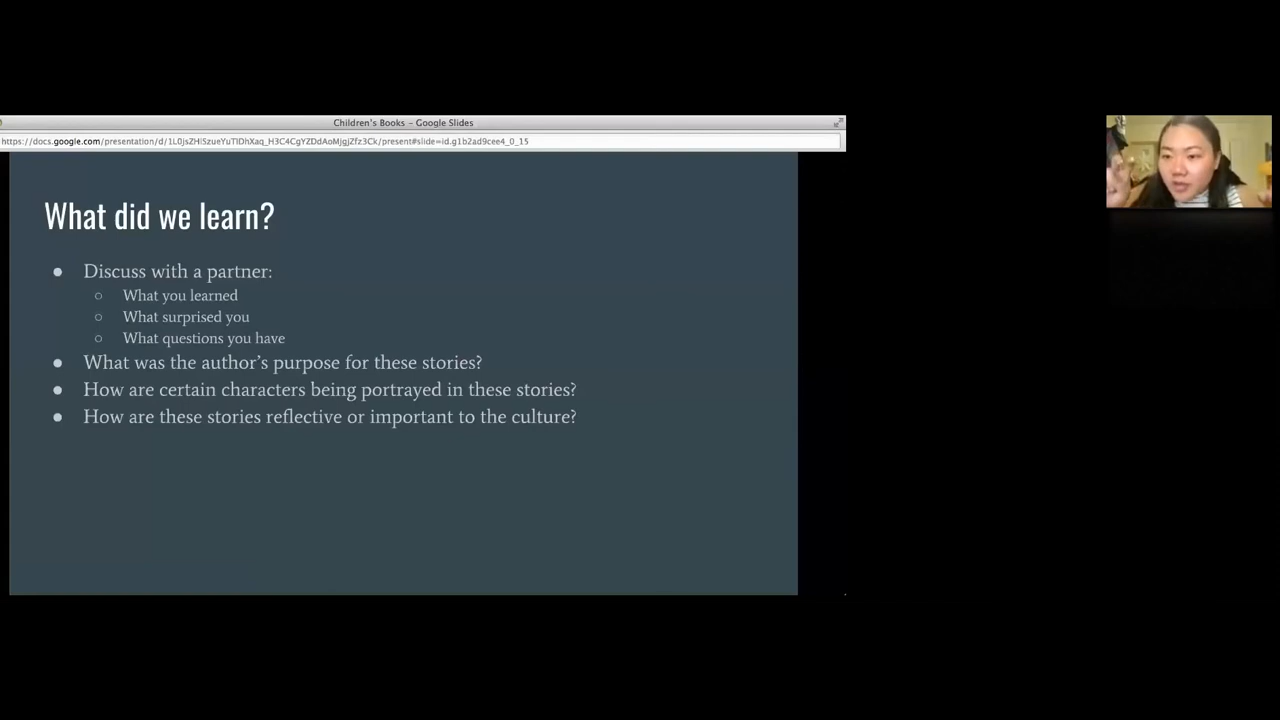 Children's Books - Google Slides
https://docs.google.com/presentation/d/1L0JsZHiSzueYuTlDhXaq_H3C4CgYZDdAoMjgjZfz3Ck/present#slide=id.g1b2ad9cee4_0_15
What did we learn?
● Discuss with a partner:
○ What you learned
○ What surprised you
○ What questions you have
● What was the author’s purpose for these stories?
● How are certain characters being portrayed in these stories?
● How are these stories reflective or important to the culture?